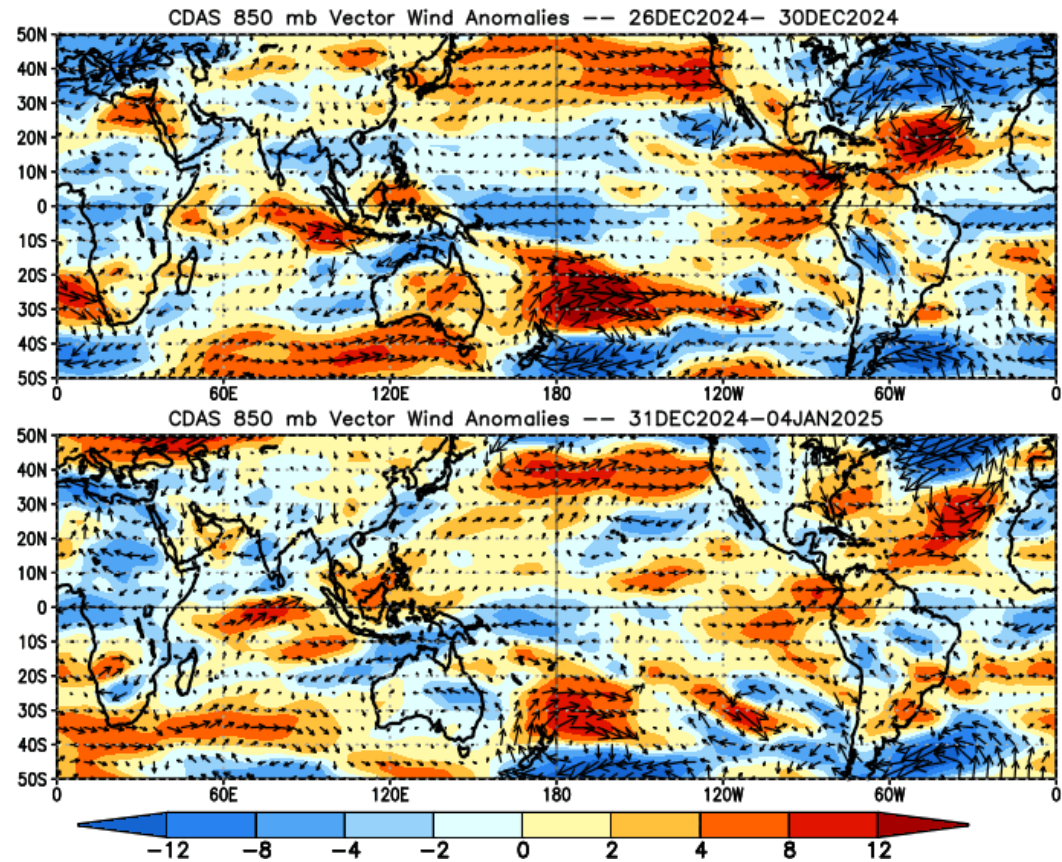 CDAS 850 mb Vector Wind Anomalies -- 26DEC2024- 30DEC2024
50N
40N
30N
20N
10N
0
10S
20S
30S
40S
50S
0 60E 120E 180 120W 60W 0
CDAS 850 mb Vector Wind Anomalies -- 31DEC2024-04JAN2025
50N
40N
30N
20N
10N
0
10S
20S
30S
40S
50S
0 60E 120E 180 120W 60W 0
-12 -8 -4 -2 0 2 4 8 12